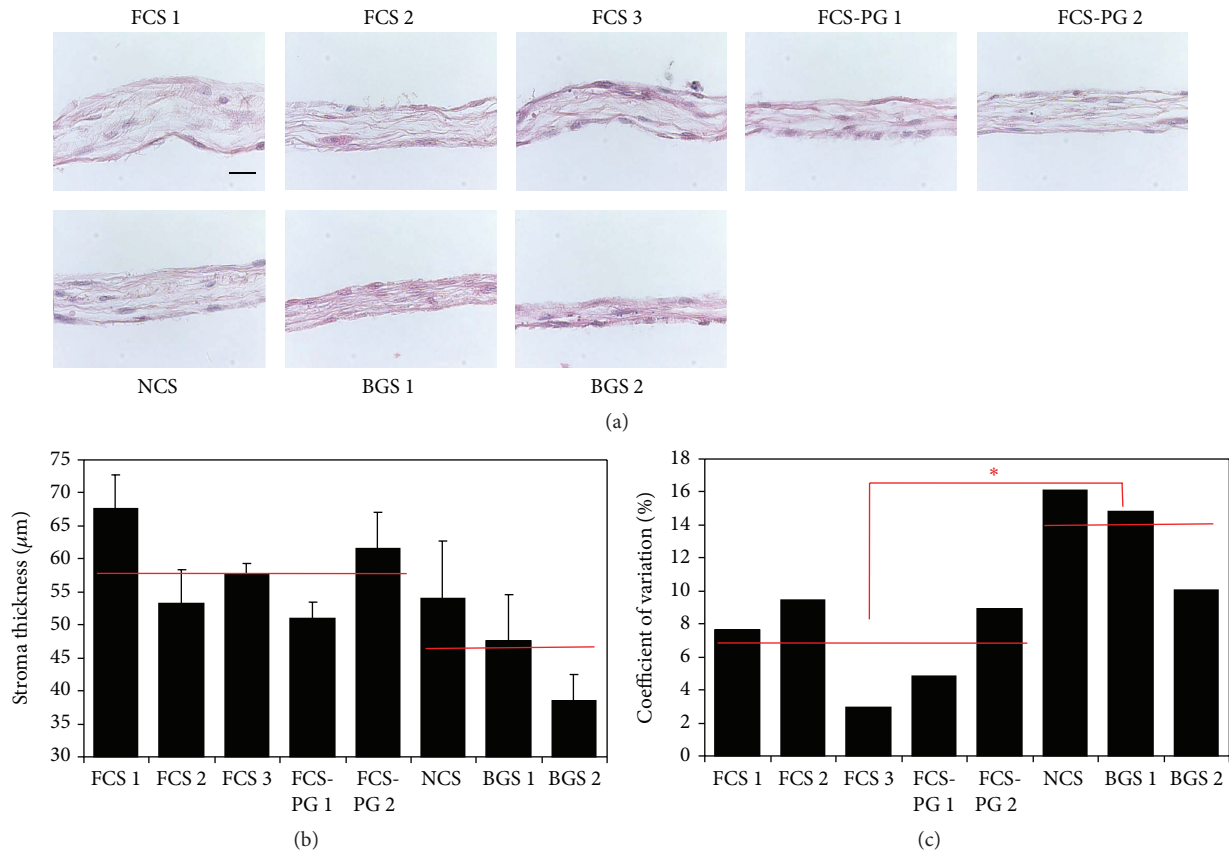 FCS 1 FCS 2 FCS 3 FCS-PG 1 FCS-PG 2
NCS BGS 1 BGS 2
(a)
Stroma thickness (μm)
75
70
65
60
55
50
45
40
35
30
FCS 1 FCS 2 FCS 3 FCS-PG 1 FCS-PG 2 NCS BGS 1 BGS 2
(b)
Coefficient of variation (%)
18
16
14
12
10
8
6
4
2
0
*
FCS 1 FCS 2 FCS 3 FCS-PG 1 FCS-PG 2 NCS BGS 1 BGS 2
(c)